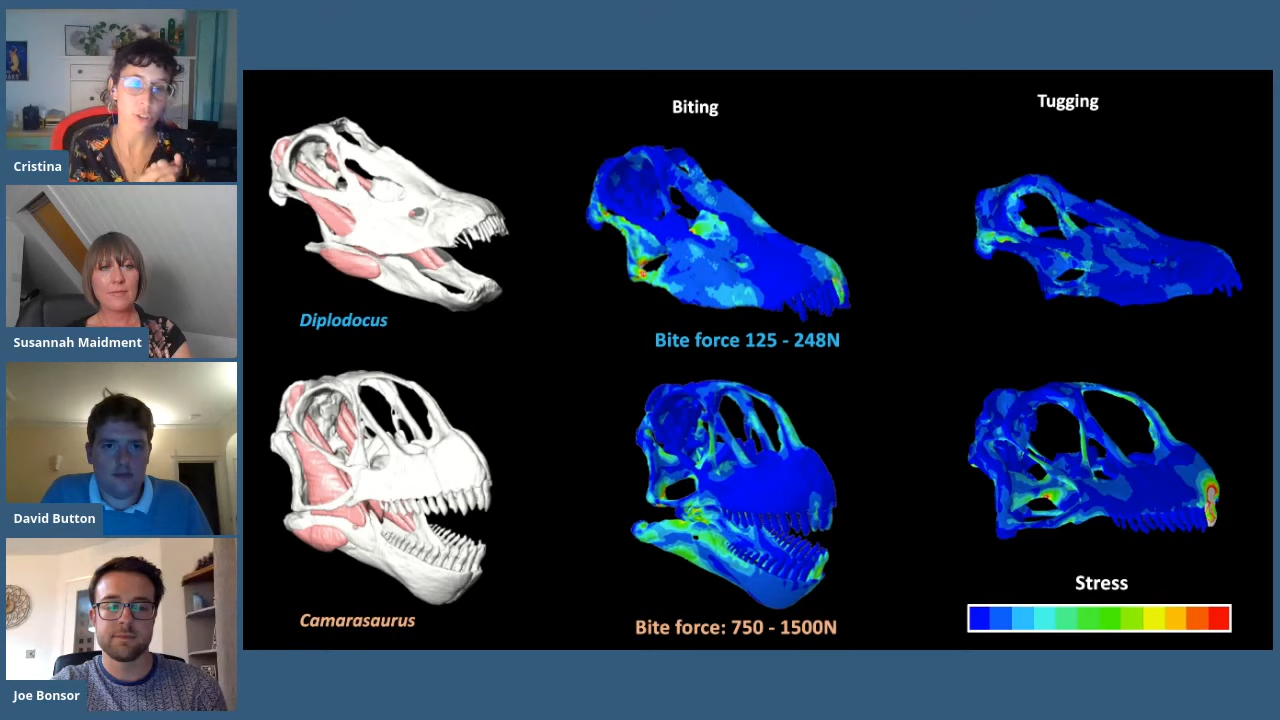 Cristina
Susannah Maidment
David Button
Joe Bonsor
Biting
Tugging
Diplodocus
Bite force 125 - 248N
Camarasaurus
Bite force: 750 - 1500N
Stress